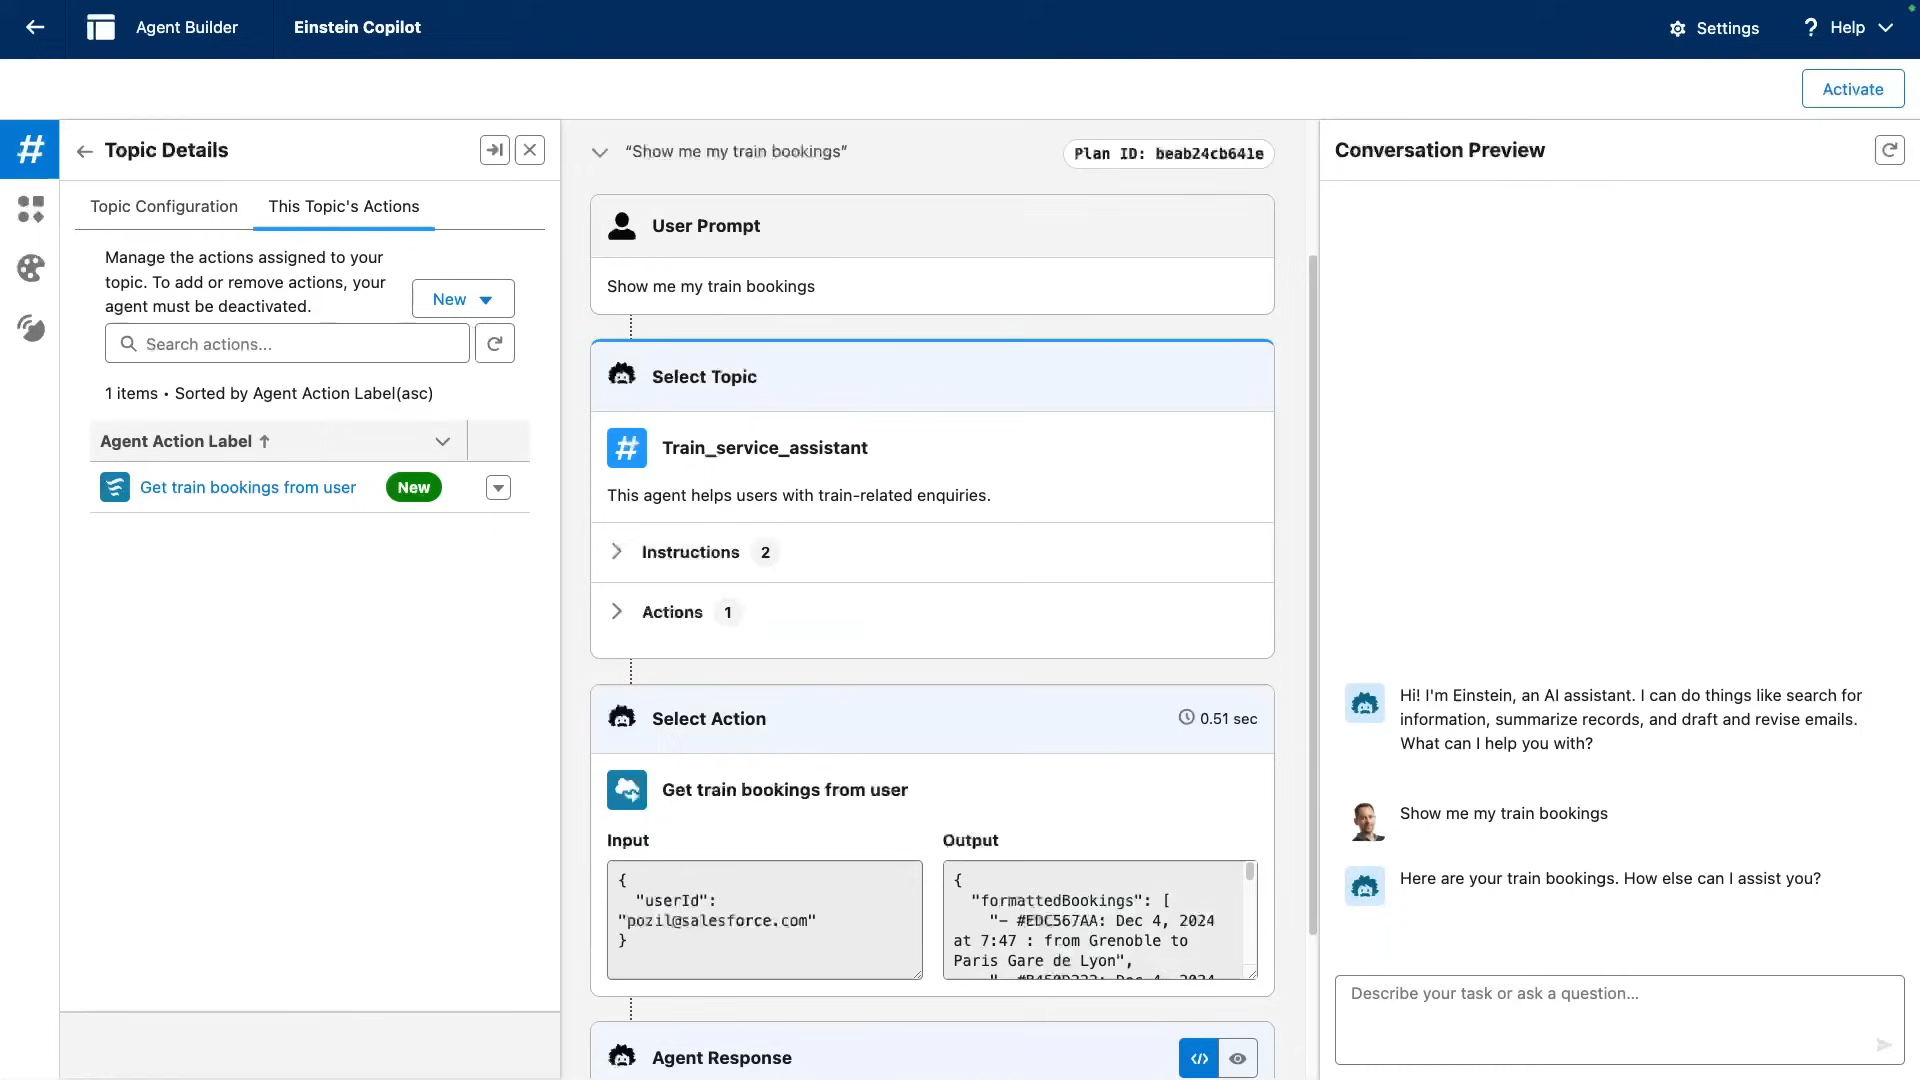 Agent Builder
Einstein Copilot
Settings
? Help
Activate
#
Topic Details
Topic Configuration
This Topic's Actions
Manage the actions assigned to your
topic. To add or remove actions, your
agent must be deactivated.
New
Search actions...
1 items • Sorted by Agent Action Label(asc)
Agent Action Label ↑
Get train bookings from user
New
“Show me my train bookings”
Plan ID: beab24cb641e
User Prompt
Show me my train bookings
Select Topic
# Train_service_assistant
This agent helps users with train-related enquiries.
Instructions 2
Actions 1
Select Action
0.51 sec
Get train bookings from user
Input
{
"userId":
"pozil@salesforce.com"
}
Output
{
"formattedBookings": [
"– #EDC567AA: Dec 4, 2024
at 7:47 : from Grenoble to
Paris Gare de Lyon",
Dec 4, 2024
Agent Response
</>
Conversation Preview
Hi! I'm Einstein, an AI assistant. I can do things like search for
information, summarize records, and draft and revise emails.
What can I help you with?
Show me my train bookings
Here are your train bookings. How else can I assist you?
Describe your task or ask a question...